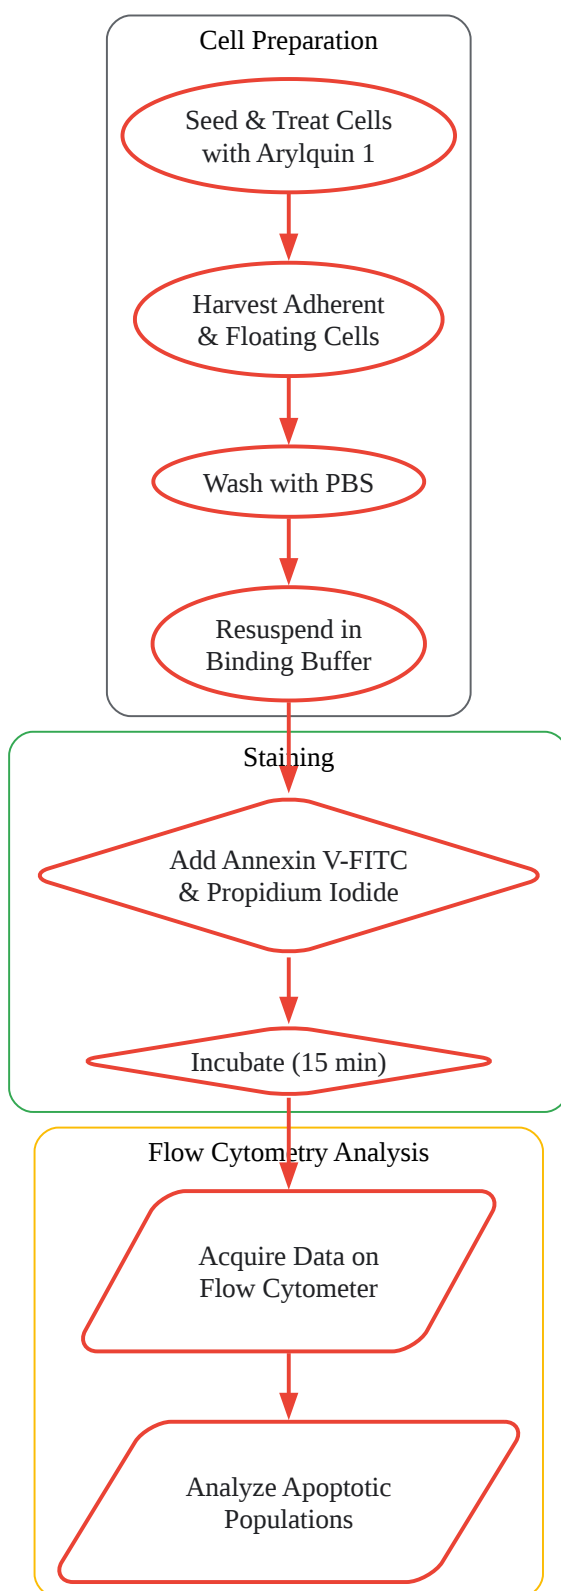 Cell Preparation
Seed & Treat Cells
with Arylquin 1
Harvest Adherent
& Floating Cells
Wash with PBS
Resuspend in
Binding Buffer
Staining
Add Annexin V-FITC
& Propidium Iodide
Incubate (15 min)
Flow Cytometry Analysis
Acquire Data on
Flow Cytometer
Analyze Apoptotic
Populations